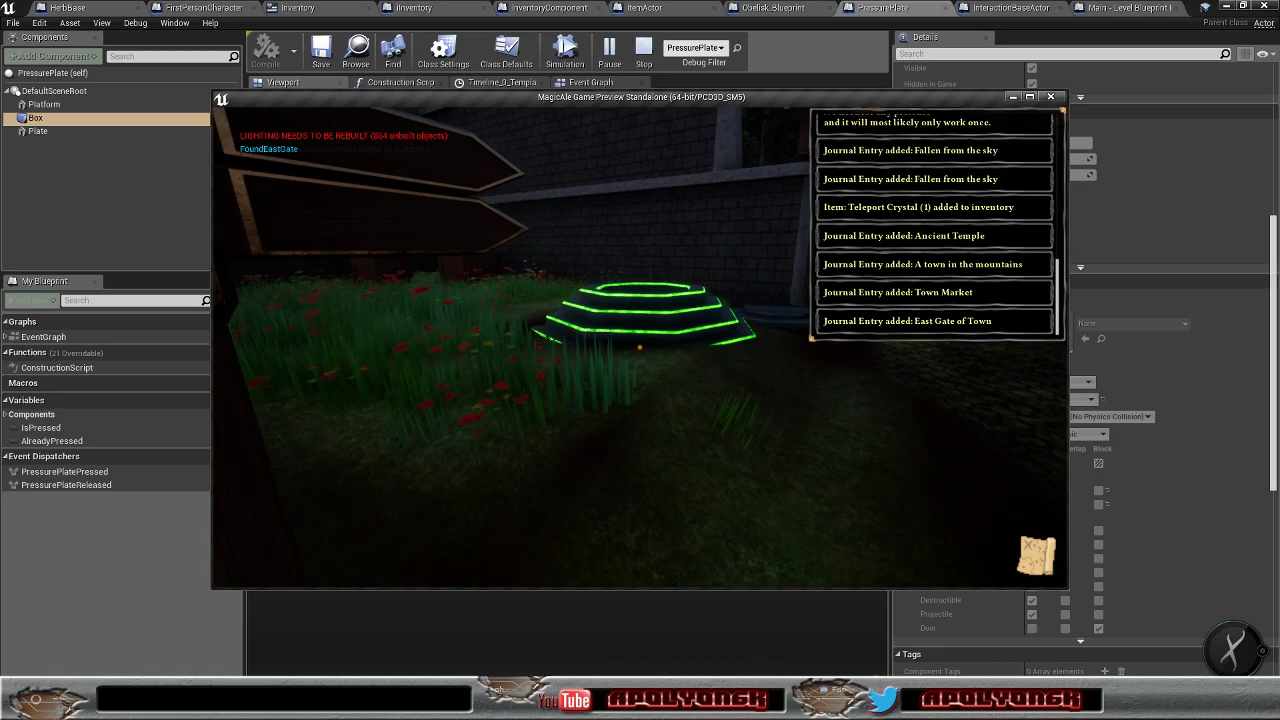 HerbBase
FirstPersonCharacter
Inventory
IInventory
InventoryComponent
ItemActor
Obelisk_Blueprint
PressurePlate
InteractionBaseActor
Main - Level Blueprint
File Edit Asset View Debug Window Help
Parent class: Actor
Components
Add Component
Search
PressurePlate (self)
DefaultSceneRoot
Platform
Box
Plate
Compile
Save
Browse
Find
Class Settings
Class Defaults
Simulation
Pause
Stop
PressurePlate
Debug Filter
Viewport
Construction Scrip
Timeline_0_Templa
Event Graph
My Blueprint
Add New
Search
Graphs
EventGraph
Functions (21 Overridable)
ConstructionScript
Macros
Variables
Components
IsPressed
AlreadyPressed
Event Dispatchers
PressurePlatePressed
PressurePlateReleased
MagicAle Game Preview Standalone (64-bit/PCD3D_SM5)
LIGHTING NEEDS TO BE REBUILT (864 unbuilt objects)
FoundEastGate
and it will most likely only work once.
Journal Entry added: Fallen from the sky
Journal Entry added: Fallen from the sky
Item: Teleport Crystal (1) added to inventory
Journal Entry added: Ancient Temple
Journal Entry added: A town in the mountains
Journal Entry added: Town Market
Journal Entry added: East Gate of Town
Details
Search
Visible
Hidden in Game
None
(No Physics Collision)
Block
Destructible
Projectile
Door
Tags
Component Tags
0 Array elements
YouTube
APOLYON6K
APOLYON6K